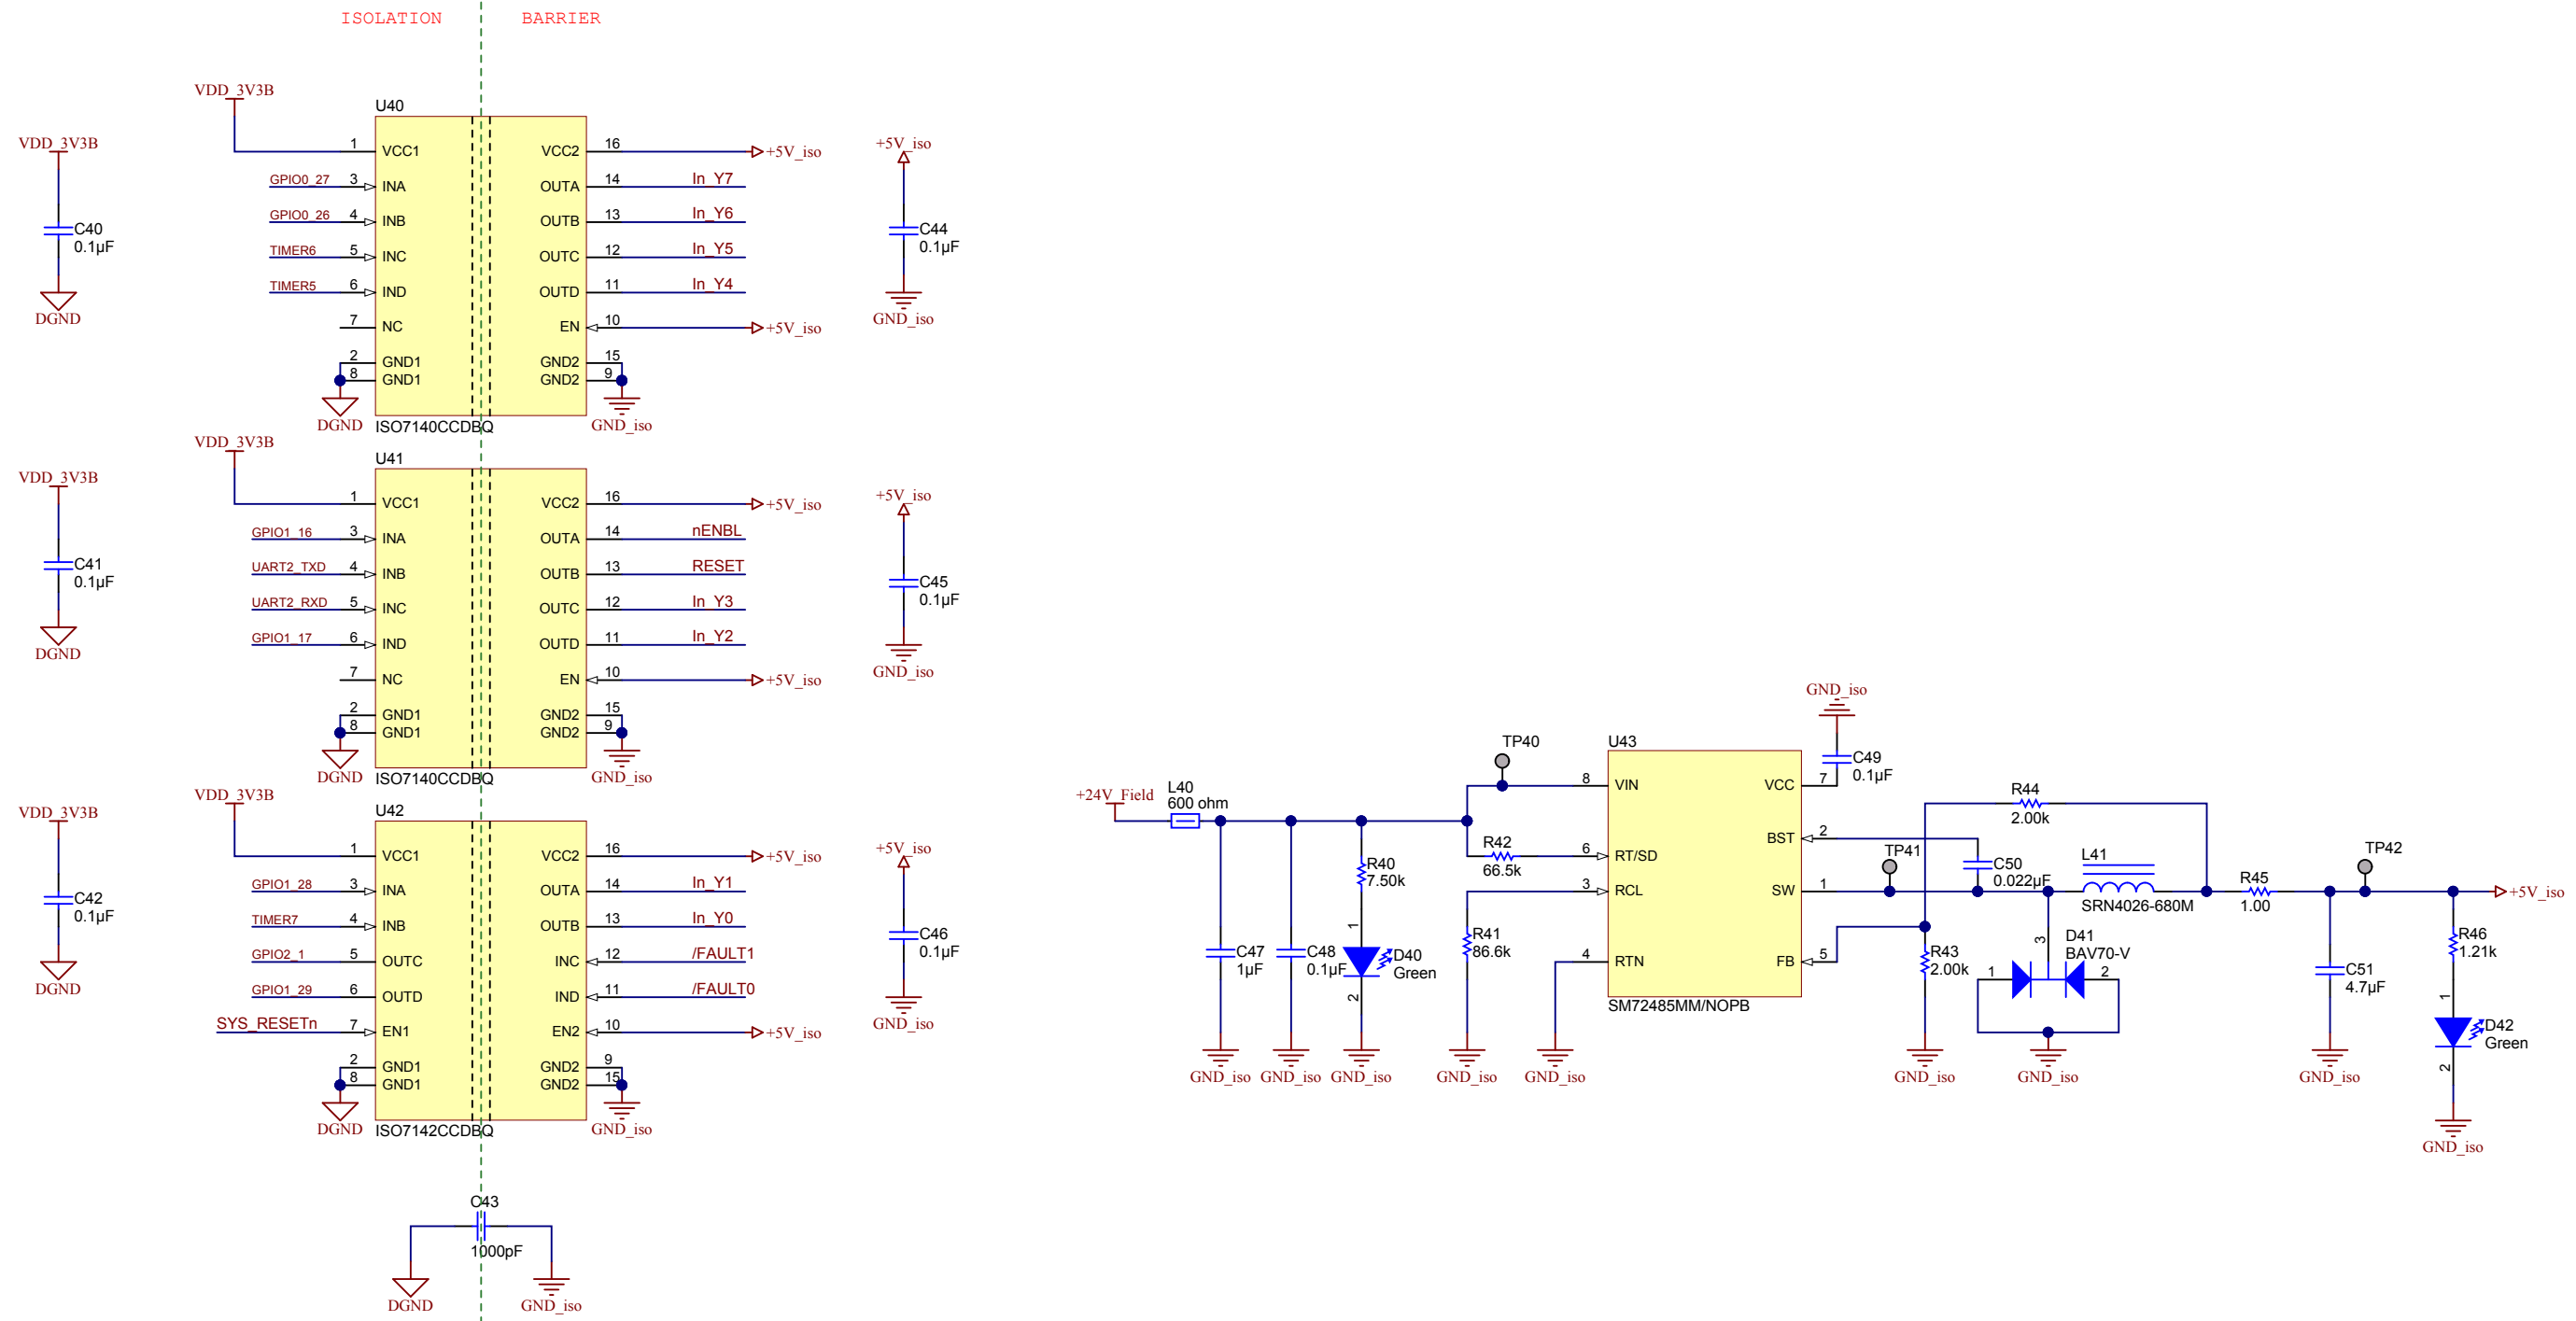 ISOLATION BARRIER
VDD_3V3B
C40
0.1µF
DGND
VDD_3V3B
U40
1 VCC1 VCC2 16 +5V_iso
GPIO0_27 3 INA OUTA 14 In_Y7
GPIO0_26 4 INB OUTB 13 In_Y6
TIMER6 5 INC OUTC 12 In_Y5
TIMER5 6 IND OUTD 11 In_Y4
7 NC EN 10 +5V_iso
2 GND1 GND2 15
8 GND1 GND2 9
DGND ISO7140CCDBQ GND_iso
+5V_iso
C44
0.1µF
GND_iso
VDD_3V3B
C41
0.1µF
DGND
VDD_3V3B
U41
1 VCC1 VCC2 16 +5V_iso
GPIO1_16 3 INA OUTA 14 nENBL
UART2_TXD 4 INB OUTB 13 RESET
UART2_RXD 5 INC OUTC 12 In_Y3
GPIO1_17 6 IND OUTD 11 In_Y2
7 NC EN 10 +5V_iso
2 GND1 GND2 15
8 GND1 GND2 9
DGND ISO7140CCDBQ GND_iso
+5V_iso
C45
0.1µF
GND_iso
VDD_3V3B
C42
0.1µF
DGND
VDD_3V3B
U42
1 VCC1 VCC2 16 +5V_iso
GPIO1_28 3 INA OUTA 14 In_Y1
TIMER7 4 INB OUTB 13 In_Y0
GPIO2_1 5 OUTC INC 12 /FAULT1
GPIO1_29 6 OUTD IND 11 /FAULT0
SYS_RESETn 7 EN1 EN2 10 +5V_iso
2 GND1 GND2 9
8 GND1 GND2 15
DGND ISO7142CCDBQ GND_iso
+5V_iso
C46
0.1µF
GND_iso
C43
1000pF
DGND GND_iso
+24V_Field
L40
600 ohm
C47
1µF
GND_iso
C48
0.1µF
GND_iso
R40
7.50k
1
D40
Green
2
GND_iso
TP40
R42
66.5k
R41
86.6k
GND_iso
GND_iso
U43
8 VIN VCC 7
6 RT/SD BST 2
3 RCL SW 1
4 RTN FB 5
SM72485MM/NOPB
GND_iso
C49
0.1µF
R44
2.00k
TP41
C50
0.022µF
L41
SRN4026-680M
R43
2.00k
GND_iso
D41
BAV70-V
3
1 2
GND_iso
R45
1.00
TP42
+5V_iso
C51
4.7µF
GND_iso
R46
1.21k
1
D42
Green
2
GND_iso